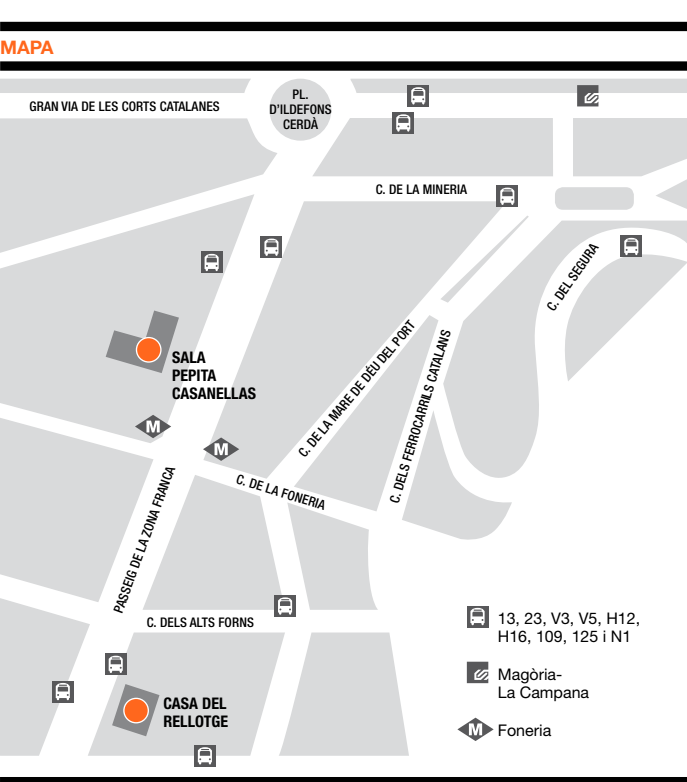 MAPA
GRAN VIA DE LES CORTS CATALANES
PL.
D'ILDEFONS
CERDÀ
C. DE LA MINERIA
C. DEL SEGURA
SALA
PEPITA
CASANELLAS
C. DE LA MARE DE DÉU DEL PORT
C. DELS FERROCARRILS CATALANS
M
M
C. DE LA FONERIA
PASSEIG DE LA ZONA FRANCA
C. DELS ALTS FORNS
CASA DEL
RELLOTGE
13, 23, V3, V5, H12,
H16, 109, 125 i N1
Magòria-
La Campana
M Foneria